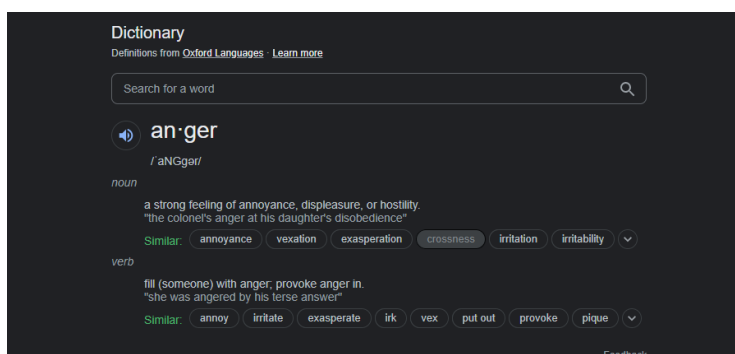 Dictionary
Definitions from Oxford Languages · Learn more
Search for a word
an·ger
/ˈaNGɡər/
noun
a strong feeling of annoyance, displeasure, or hostility.
"the colonel's anger at his daughter's disobedience"
Similar: annoyance vexation exasperation crossness irritation irritability
verb
fill (someone) with anger; provoke anger in.
"she was angered by his terse answer"
Similar: annoy irritate exasperate irk vex put out provoke pique
Feedback